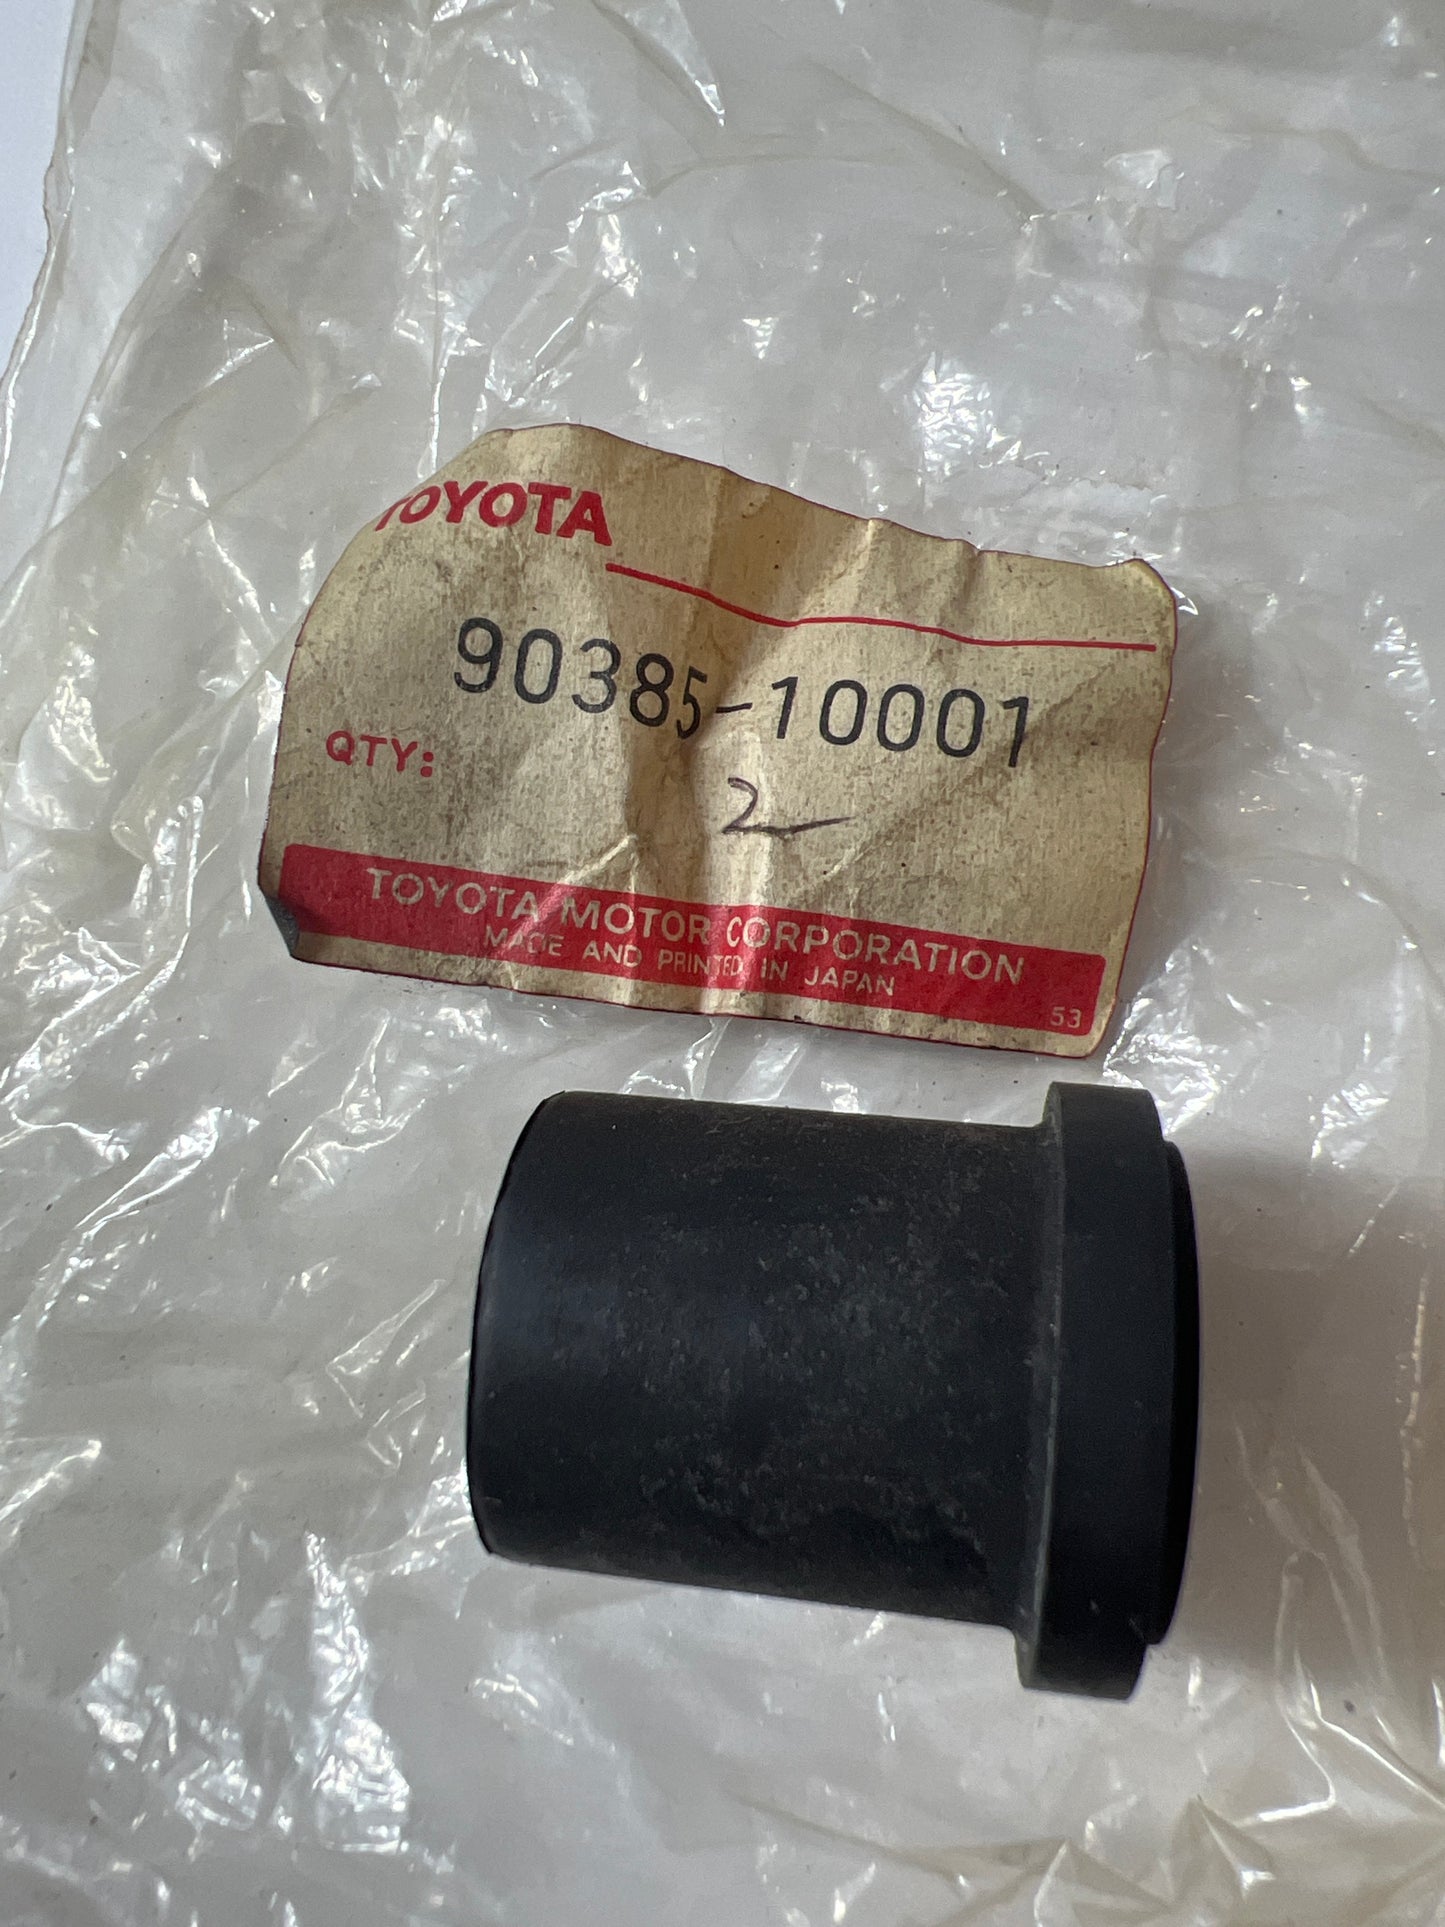 TOYOTA
90385-10001
QTY:
2
TOYOTA MOTOR CORPORATION
MADE AND PRINTED IN JAPAN
53